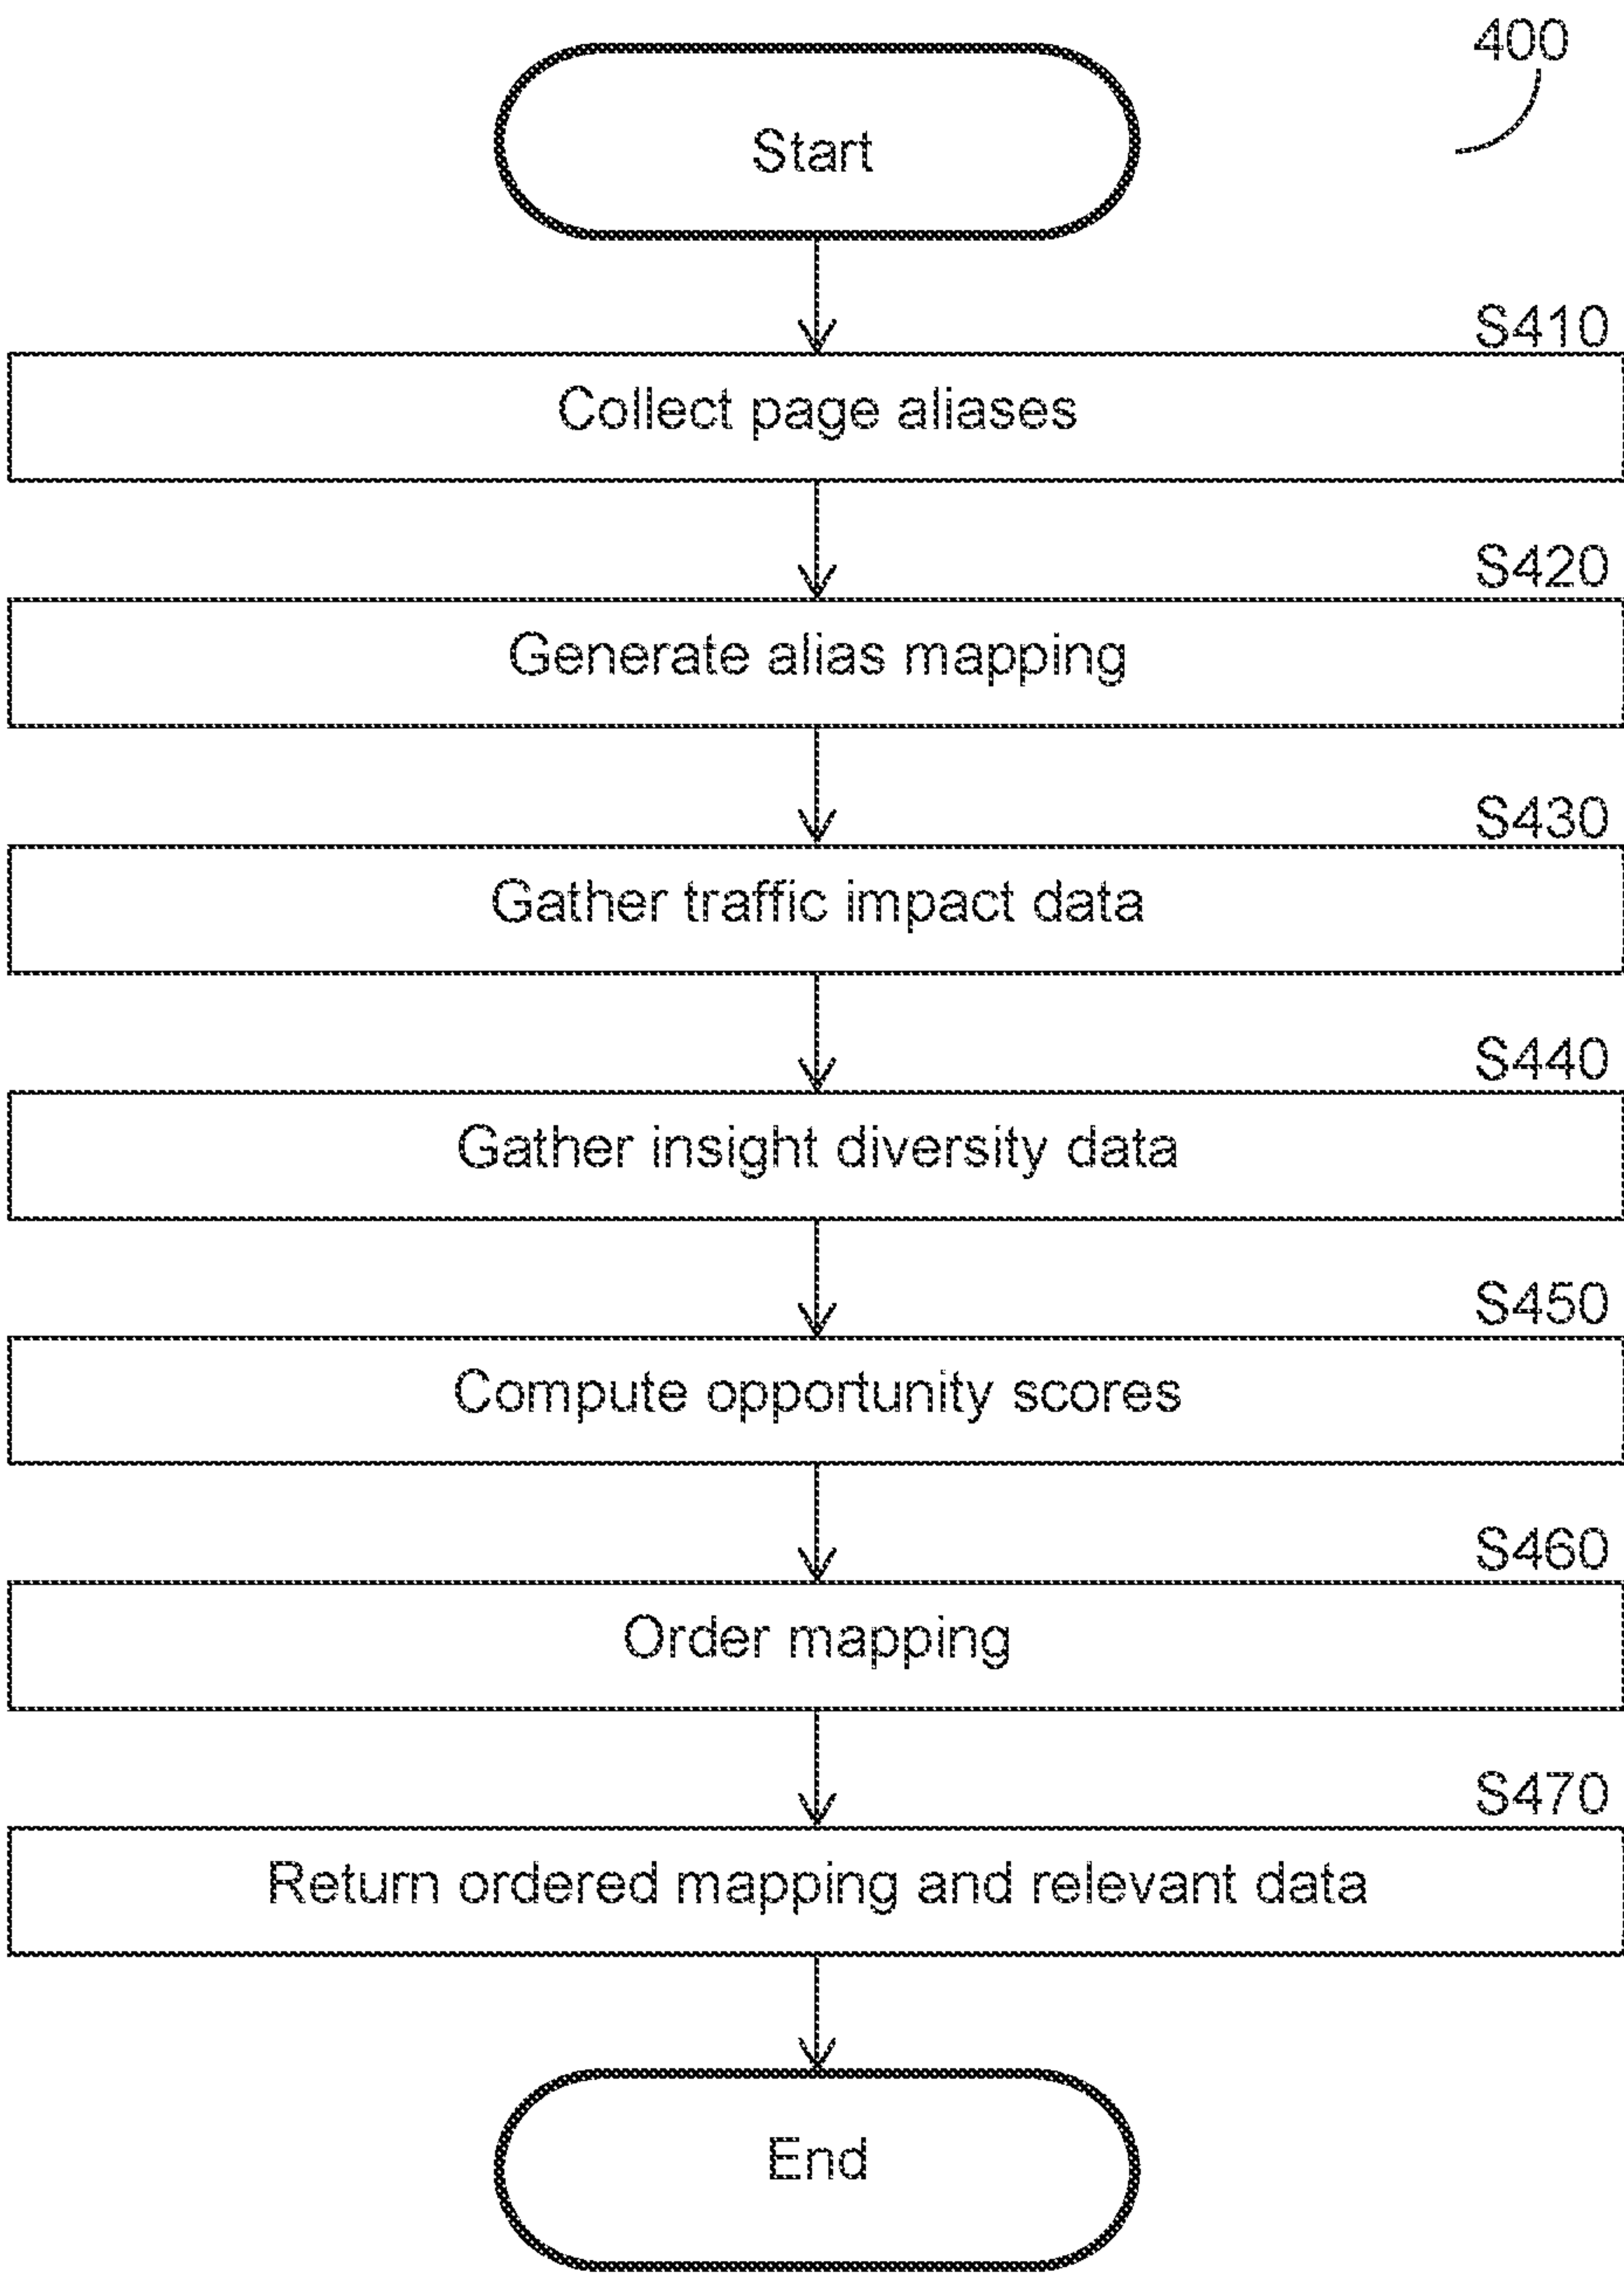 400
Start
S410
Collect page aliases
S420
Generate alias mapping
S430
Gather traffic impact data
S440
Gather insight diversity data
S450
Compute opportunity scores
S460
Order mapping
S470
Return ordered mapping and relevant data
End